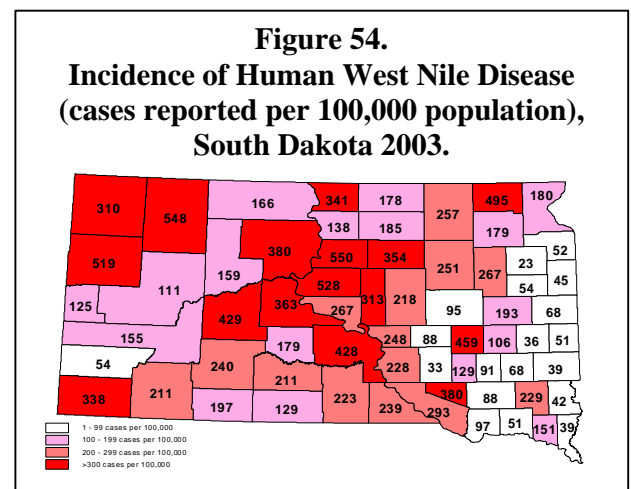 Figure 54.
Incidence of Human West Nile Disease
(cases reported per 100,000 population),
South Dakota 2003.
310 548 166 341 178 257 495 180
138 185 179
519 380 550 354 251 267 23 52
111 159 54 45
125 528
429 363 267 313 218 95 193 68
155 179 428 248 88 459 106 36 51
54 240 211 228 33 129 91 68 39
338 211 197 129 223 239 293 380 88 229 42
97 51 151 39
1 - 99 cases per 100,000
100 - 199 cases per 100,000
200 - 299 cases per 100,000
>300 cases per 100,000